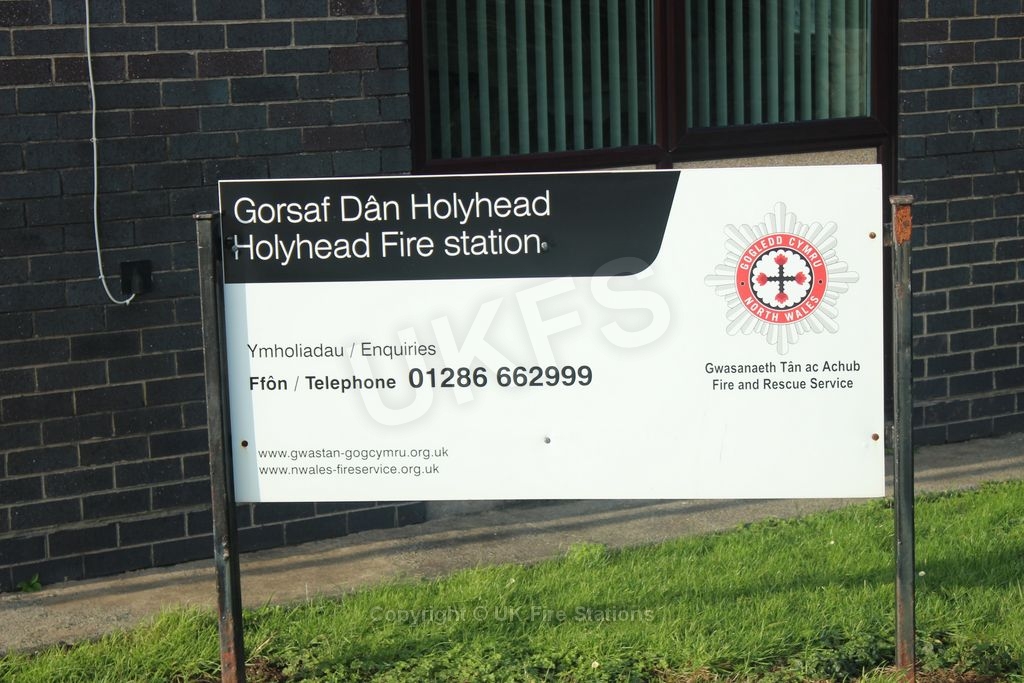 Gorsaf Dân Holyhead
Holyhead Fire station
GOGLEDD CYMRU
NORTH WALES
Gwasanaeth Tân ac Achub
Fire and Rescue Service
Ymholiadau / Enquiries
Ffôn / Telephone 01286 662999
www.gwastan-gogcymru.org.uk
www.nwales-fireservice.org.uk
UKFS
Copyright © UK Fire Stations